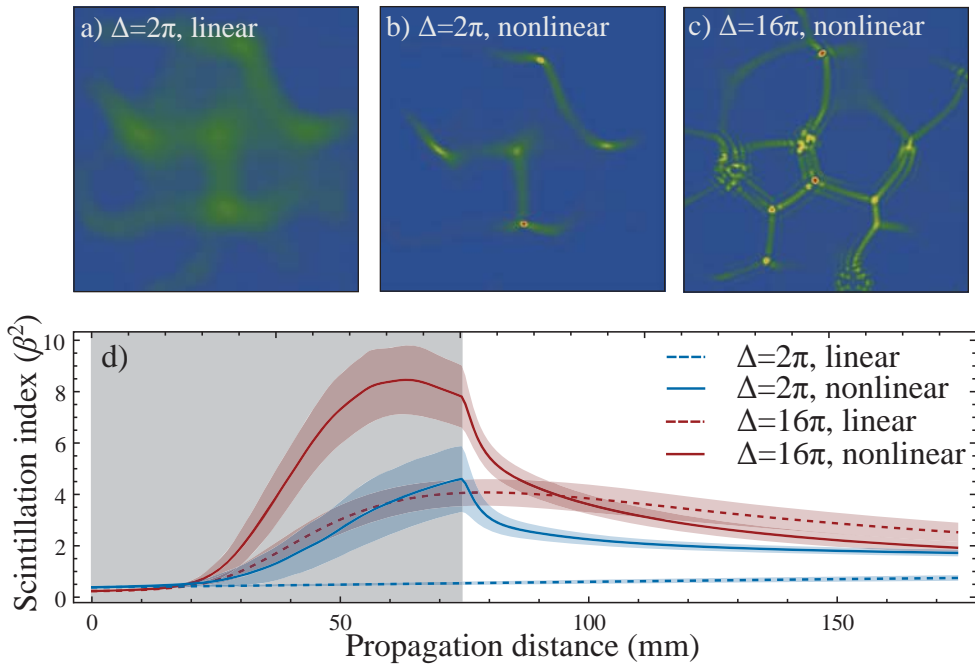 a) Δ=2π, linear
b) Δ=2π, nonlinear
c) Δ=16π, nonlinear
d)
Δ=2π, linear
Δ=2π, nonlinear
Δ=16π, linear
Δ=16π, nonlinear
Scintillation index (β²)
10
8
6
4
2
0
0
50
100
150
Propagation distance (mm)